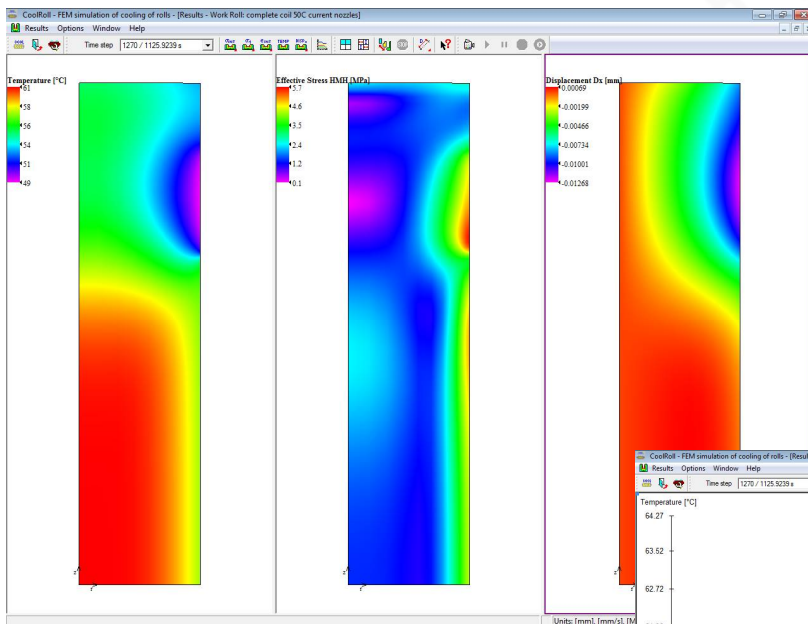 CoolRoll - FEM simulation of cooling of rolls - [Results - Work Roll: complete coil 50C current nozzles]
Results Options Window Help
Time step 1270 / 1125.9239 s
Temperature [°C]
61
58
56
54
51
49
z
r
Effective Stress HMH [MPa]
5.7
4.6
3.5
2.4
1.2
0.1
z
r
Displacement Dx [mm]
0.00069
-0.00199
-0.00466
-0.00734
-0.01001
-0.01268
z
CoolRoll - FEM simulation of cooling of rolls - [Resul
Results Options Window Help
Time step 1270 / 1125.9239 s
Temperature [°C]
64.27
63.52
62.72
Units: [mm], [mm/s], [M